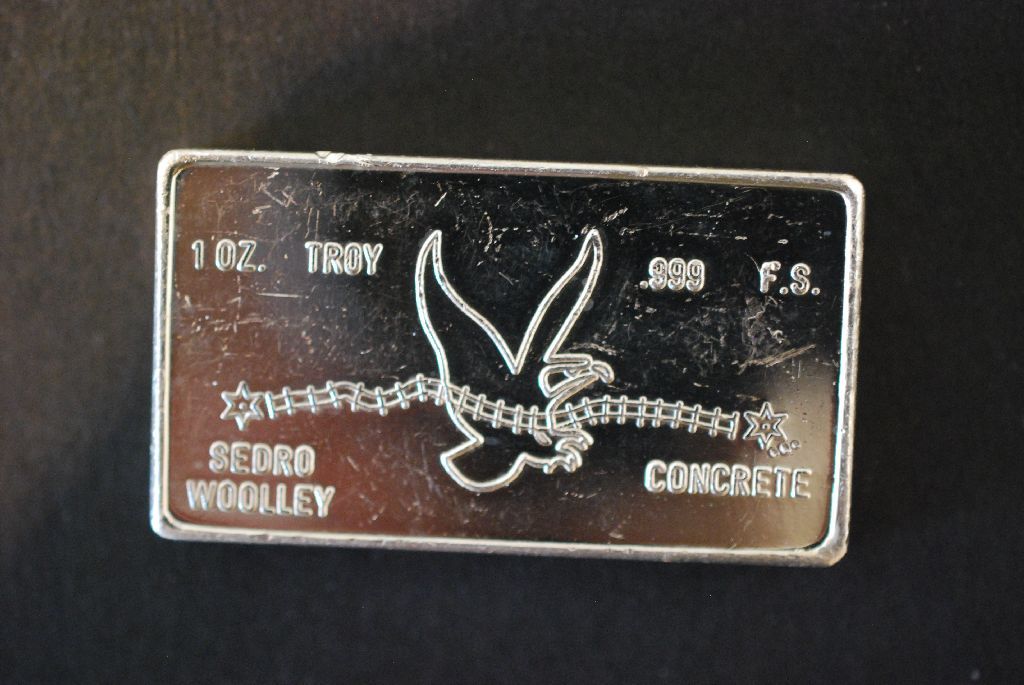 1 OZ. TROY .999 F.S.
SEDRO
WOOLLEY
CONCRETE